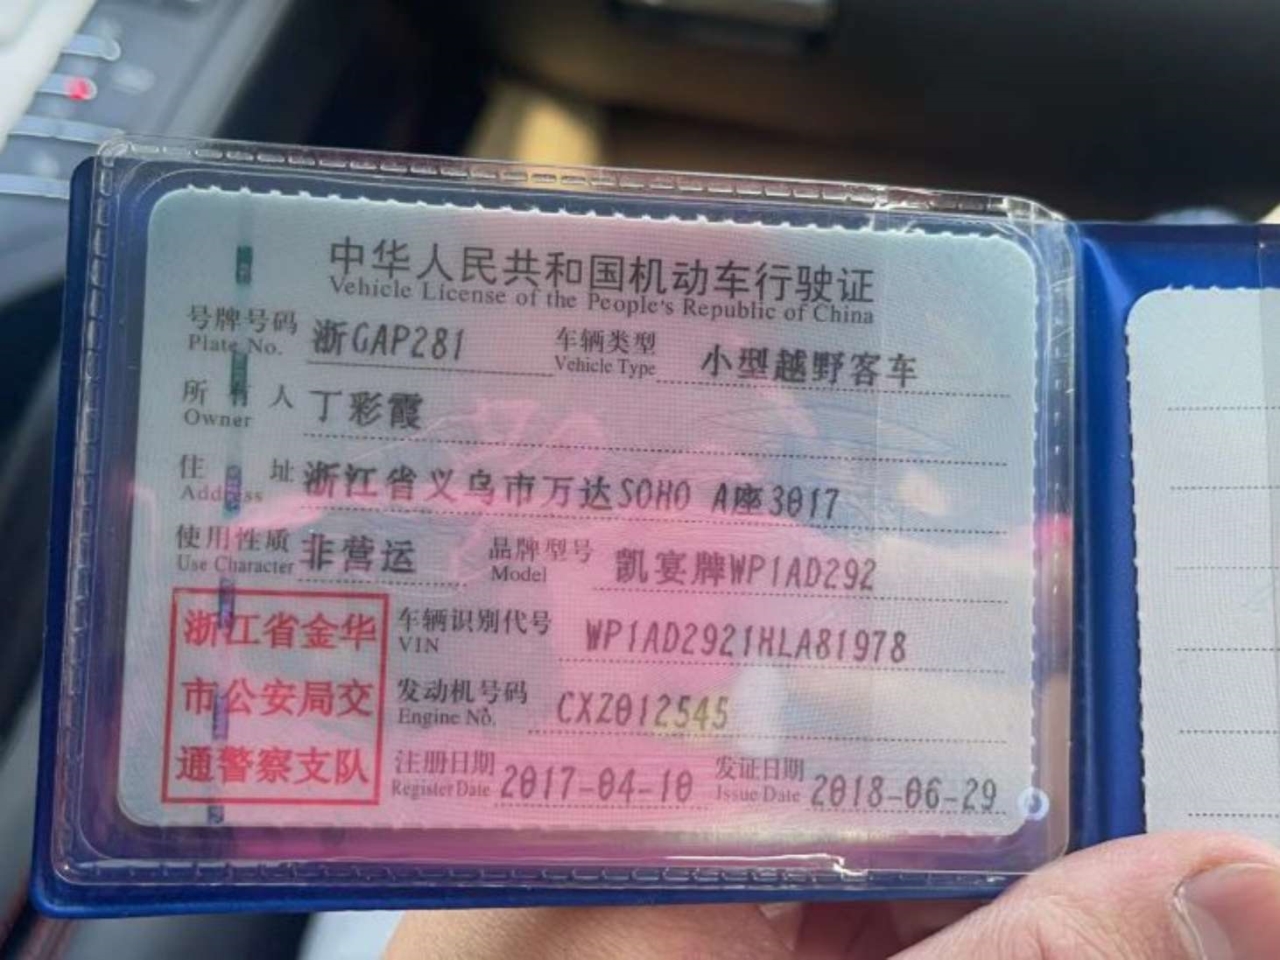 中华人民共和国机动车行驶证
Vehicle License of the People's Republic of China
号牌号码 浙GAP281 车辆类型 小型越野客车
Plate No. Vehicle Type
所有人 丁彩霞
Owner
住址 浙江省义乌市万达SOHO A座3017
Address
使用性质 非营运 品牌型号 凯宴牌WP1AD292
Use Character Model
浙江省金华
市公安局交
通警察支队
车辆识别代号 WP1AD2921HLA81978
VIN
发动机号码 CXZ012545
Engine No.
注册日期 2017-04-10 发证日期 2018-06-29
Register Date Issue Date